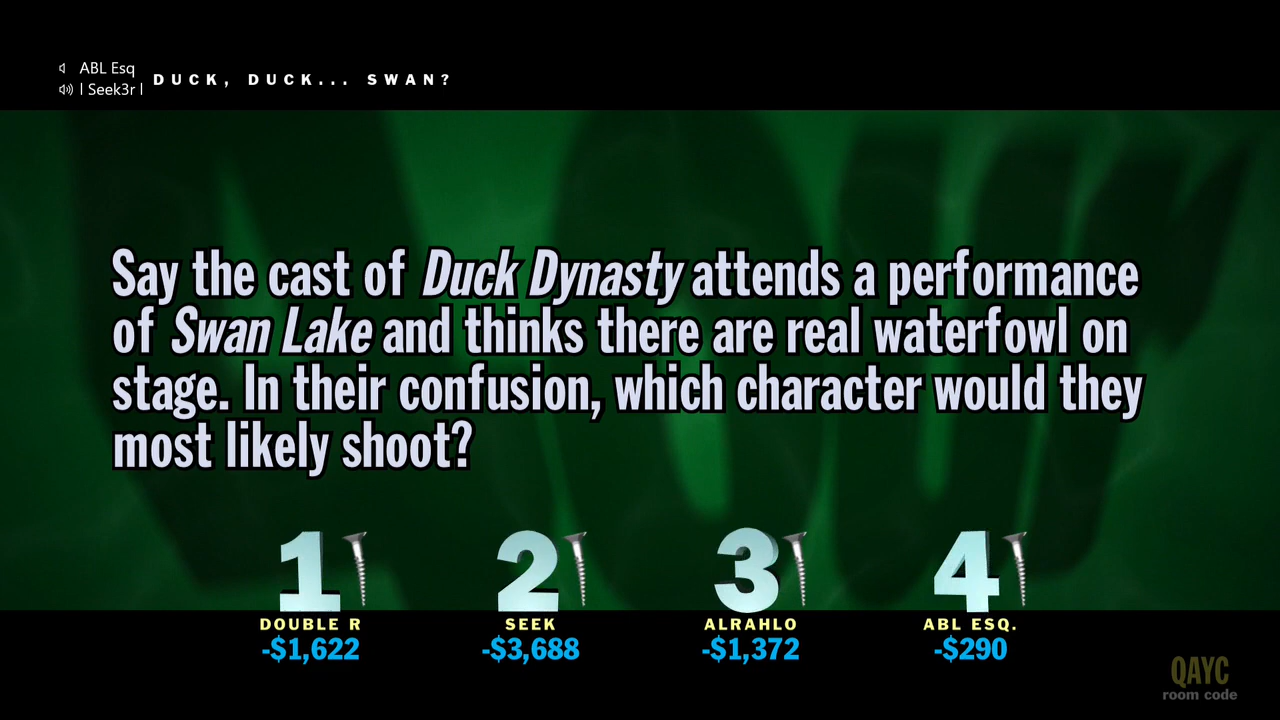 ABL Esq
| Seek3r |
DUCK, DUCK... SWAN?
Say the cast of Duck Dynasty attends a performance
of Swan Lake and thinks there are real waterfowl on
stage. In their confusion, which character would they
most likely shoot?
1 2 3 4
DOUBLE R SEEK ALRAHLO ABL ESQ.
-$1,622 -$3,688 -$1,372 -$290
QAYC
room code